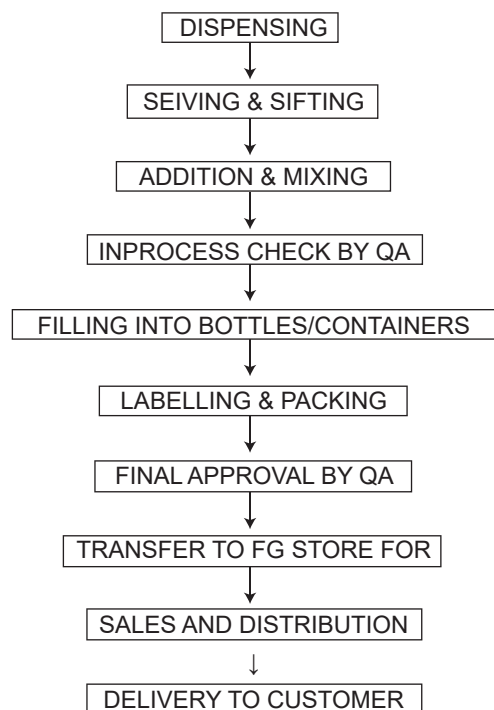 DISPENSING
SEIVING & SIFTING
ADDITION & MIXING
INPROCESS CHECK BY QA
FILLING INTO BOTTLES/CONTAINERS
LABELLING & PACKING
FINAL APPROVAL BY QA
TRANSFER TO FG STORE FOR
SALES AND DISTRIBUTION
DELIVERY TO CUSTOMER